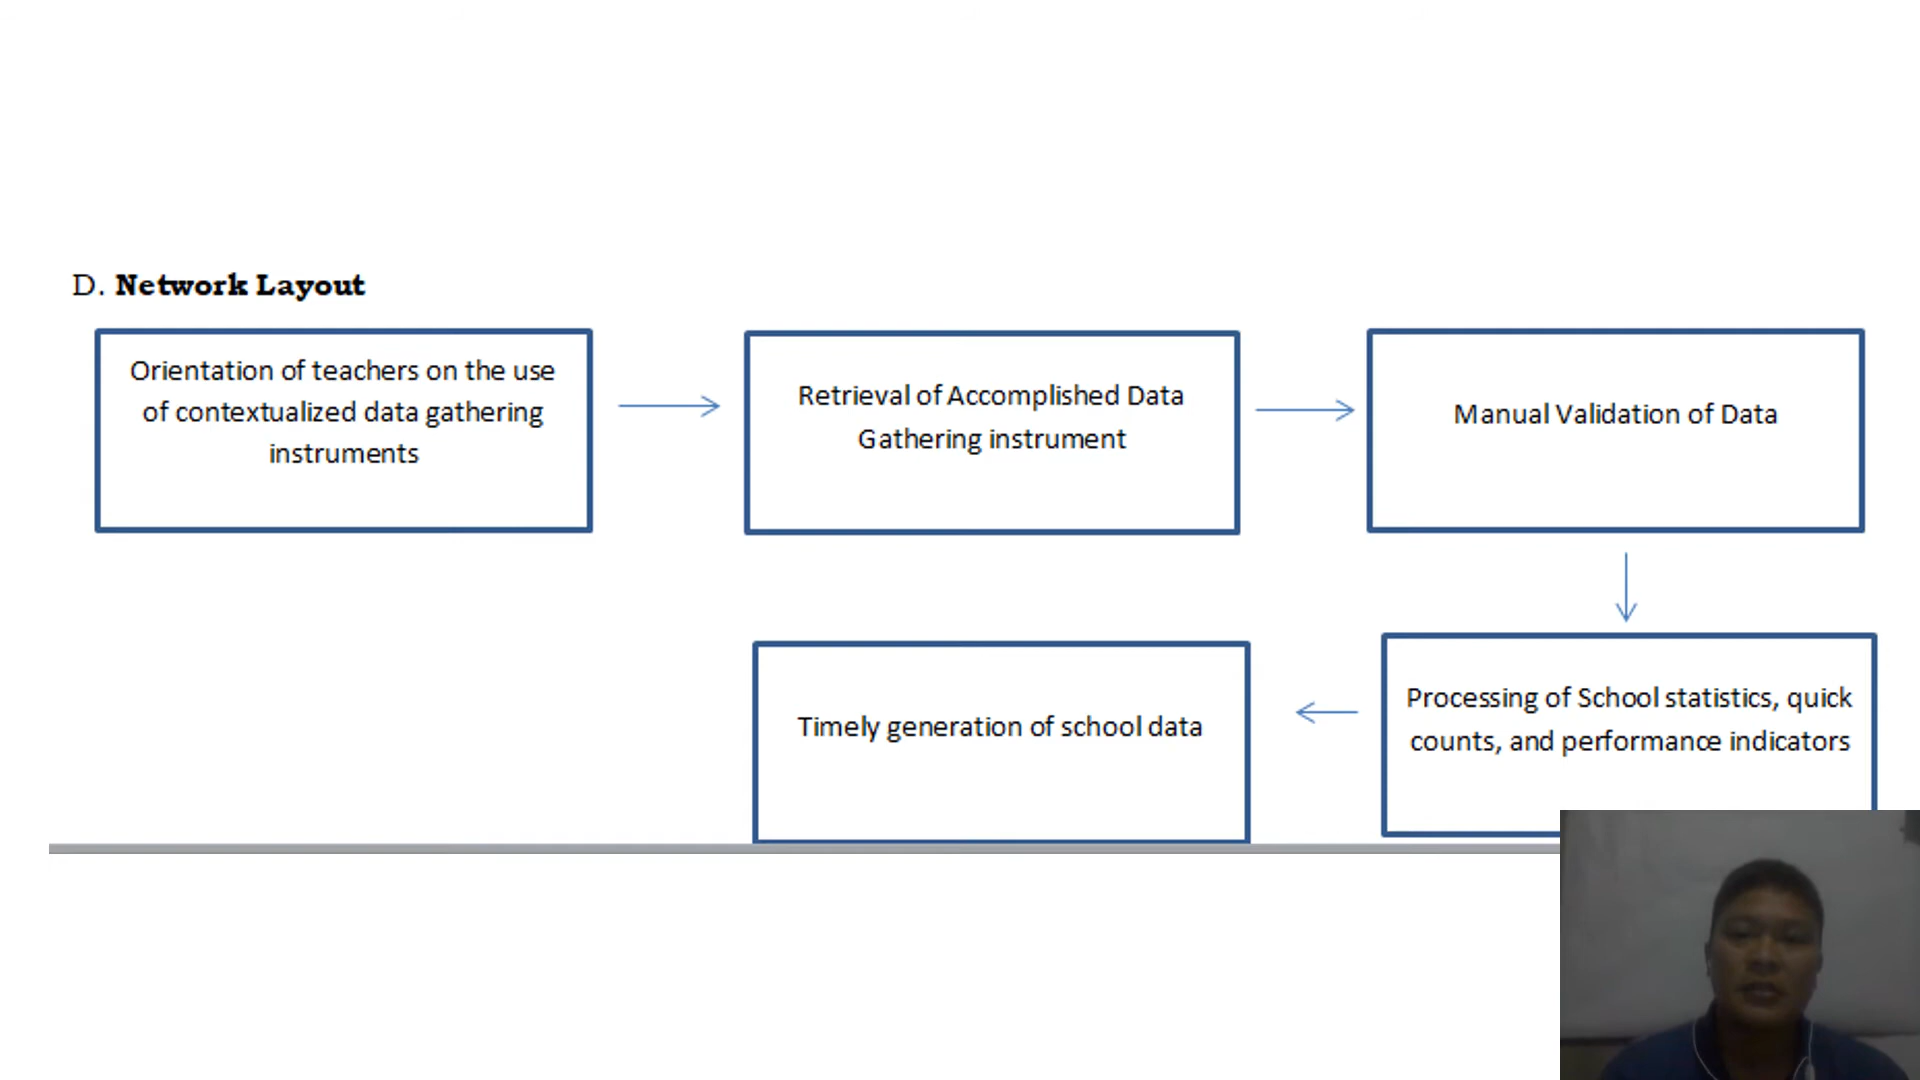 D. Network Layout
Orientation of teachers on the use
of contextualized data gathering
instruments
Retrieval of Accomplished Data
Gathering instrument
Manual Validation of Data
Processing of School statistics, quick
counts, and performance indicators
Timely generation of school data